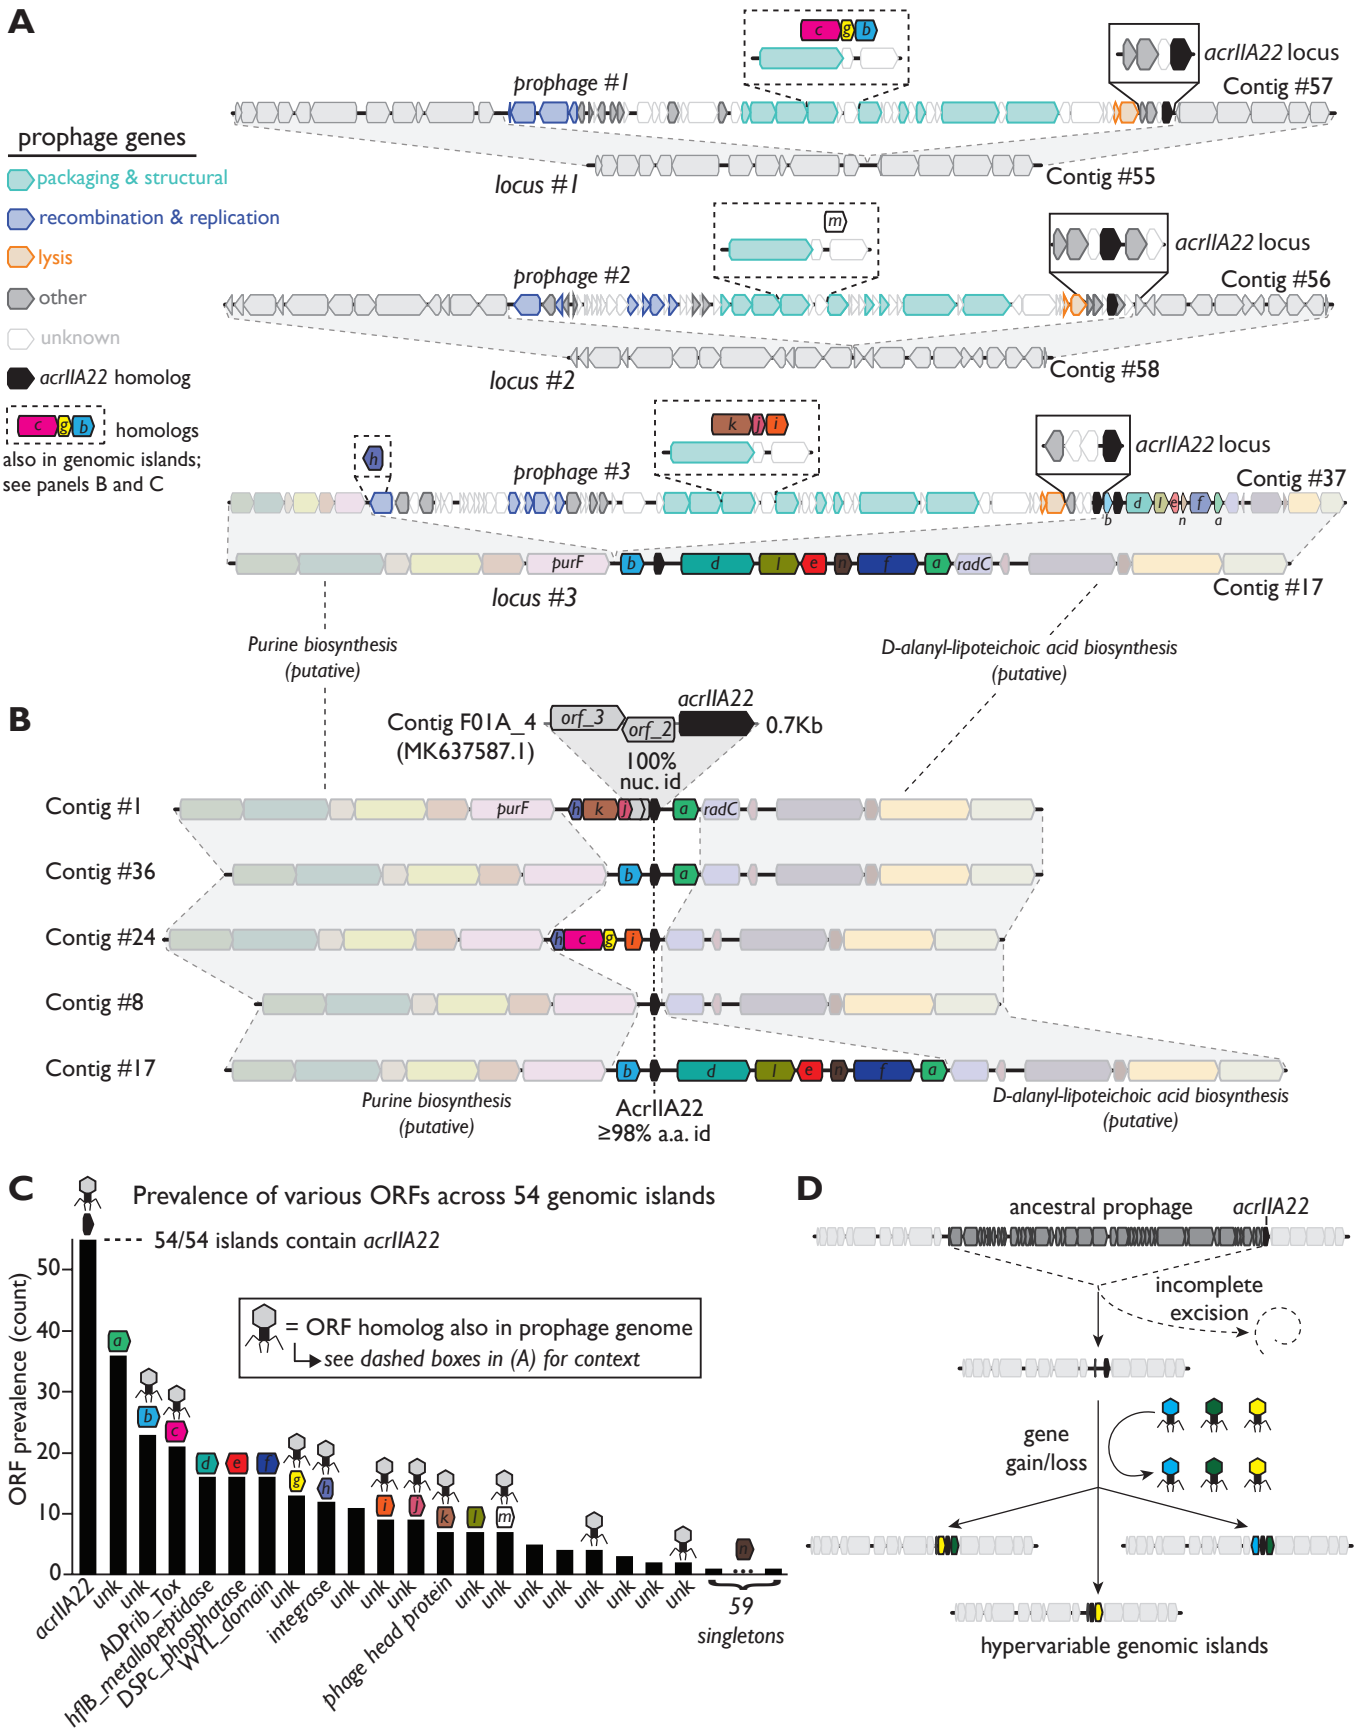 A
prophage genes
packaging & structural
recombination & replication
lysis
other
unknown
acrIIA22 homolog
c g b homologs
also in genomic islands;
see panels B and C
c g b
prophage #1
acrIIA22 locus
Contig #57
locus #1
Contig #55
m
prophage #2
acrIIA22 locus
Contig #56
locus #2
Contig #58
h
k j i
prophage #3
acrIIA22 locus
Contig #37
d l e f
b n a
purF b d l e n f a radC
locus #3
Contig #17
Purine biosynthesis
(putative)
D-alanyl-lipoteichoic acid biosynthesis
(putative)
B
Contig F01A_4
(MK637587.1)
orf_3
orf_2
acrIIA22
0.7Kb
100%
nuc. id
Contig #1
purF h k j a radC
Contig #36
b a
Contig #24
h c g i
Contig #8
Contig #17
b d l e n f a
Purine biosynthesis
(putative)
AcrIIA22
≥98% a.a. id
D-alanyl-lipoteichoic acid biosynthesis
(putative)
C
Prevalence of various ORFs across 54 genomic islands
54/54 islands contain acrIIA22
= ORF homolog also in prophage genome
see dashed boxes in (A) for context
ORF prevalence (count)
50
40
30
20
10
0
a
b
c
d
e
f
g
h
i
j
k
l
m
n
...
acrIIA22
unk
unk
ADPrib_Tox
hflB_metallopeptidase
DSPc_phosphatase
WYL_domain
unk
integrase
unk
unk
unk
phage head protein
unk
unk
unk
unk
unk
unk
unk
unk
59
singletons
D
ancestral prophage
acrIIA22
incomplete
excision
gene
gain/loss
hypervariable genomic islands